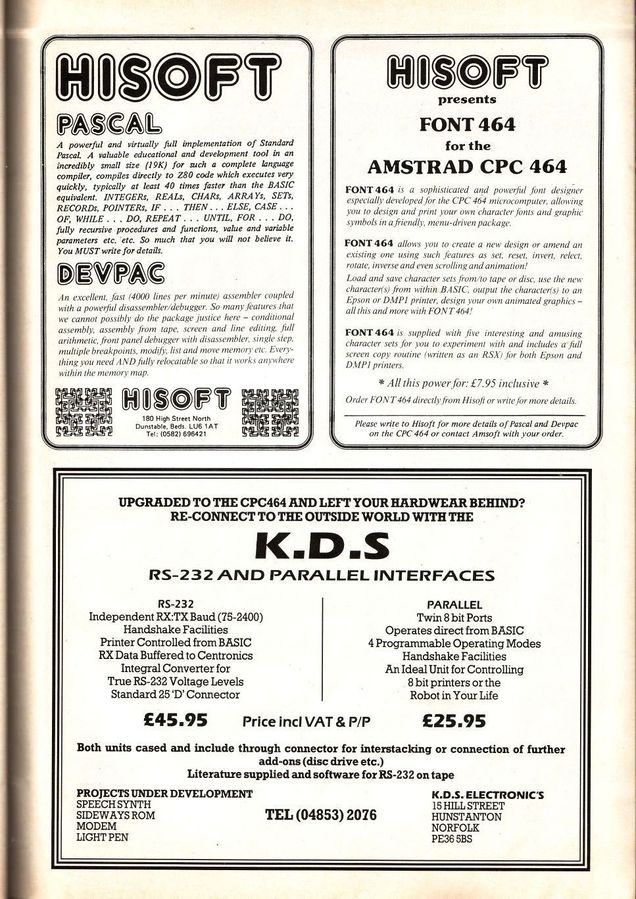 HISOFT
PASCAL
A powerful and virtually full implementation of Standard
Pascal. A valuable educational and development tool in an
incredibly small size (19K) for such a complete language
compiler, compiles directly to Z80 code which executes very
quickly, typically at least 40 times faster than the BASIC
equivalent. INTEGERs, REALs, CHARs, ARRAYs, SETs,
RECORDs, POINTERs, IF . . . THEN . . . ELSE, CASE . . .
OF, WHILE . . . DO, REPEAT . . . UNTIL, FOR . . . DO,
fully recursive procedures and functions, value and variable
parameters etc. etc. So much that you will not believe it.
You MUST write for details.
DEVPAC
An excellent, fast (4000 lines per minute) assembler coupled
with a powerful disassembler/debugger. So many features that
we cannot possibly do the package justice here – conditional
assembly, assembly from tape, screen and line editing, full
arithmetic, front panel debugger with disassembler, single step,
multiple breakpoints, modify, list and move memory etc. Every-
thing you need AND fully relocatable so that it works anywhere
within the memory map.
HISOFT
180 High Street North
Dunstable, Beds. LU6 1AT
Tel: (0582) 696421
HISOFT
presents
FONT 464
for the
AMSTRAD CPC 464
FONT 464 is a sophisticated and powerful font designer
especially developed for the CPC 464 microcomputer, allowing
you to design and print your own character fonts and graphic
symbols in a friendly, menu-driven package.
FONT 464 allows you to create a new design or amend an
existing one using such features as set, reset, invert, reflect,
rotate, inverse and even scrolling and animation!
Load and save character sets from/to tape or disc, use the new
character(s) from within BASIC, output the character(s) to an
Epson or DMP1 printer, design your own animated graphics –
all this and more with FONT 464!
FONT 464 is supplied with five interesting and amusing
character sets for you to experiment with and includes a full
screen copy routine (written as an RSX) for both Epson and
DMP1 printers.
* All this power for: £7.95 inclusive *
Order FONT 464 directly from Hisoft or write for more details.
Please write to Hisoft for more details of Pascal and Devpac
on the CPC 464 or contact Amsoft with your order.
UPGRADED TO THE CPC464 AND LEFT YOUR HARDWEAR BEHIND?
RE-CONNECT TO THE OUTSIDE WORLD WITH THE
K.D.S
RS-232 AND PARALLEL INTERFACES
RS-232
Independent RX:TX Baud (75-2400)
Handshake Facilities
Printer Controlled from BASIC
RX Data Buffered to Centronics
Integral Converter for
True RS-232 Voltage Levels
Standard 25 'D' Connector
PARALLEL
Twin 8 bit Ports
Operates direct from BASIC
4 Programmable Operating Modes
Handshake Facilities
An Ideal Unit for Controlling
8 bit printers or the
Robot in Your Life
£45.95 Price incl VAT & P/P £25.95
Both units cased and include through connector for interstacking or connection of further
add-ons (disc drive etc.)
Literature supplied and software for RS-232 on tape
PROJECTS UNDER DEVELOPMENT
SPEECH SYNTH
SIDEWAYS ROM
MODEM
LIGHT PEN
TEL (04853) 2076
K.D.S. ELECTRONIC'S
15 HILL STREET
HUNSTANTON
NORFOLK
PE36 5BS